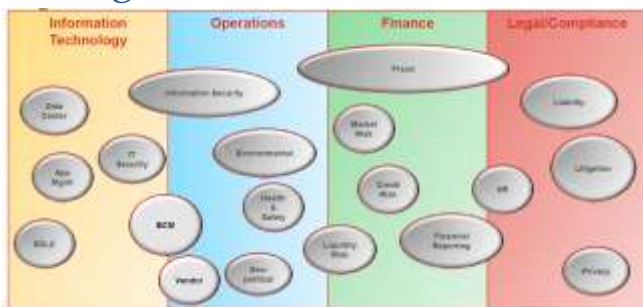 Information
Technology
Operations
Finance
Legal/Compliance
Fraud
Information Security
Data
Center
Liability
Market
Risk
IT
Security
Environmental
Litigation
App
Mgmt
Credit
Risk
HR
Health
&
Safety
BCM
Financial
Reporting
Liquidity
Risk
Vendor
Privacy